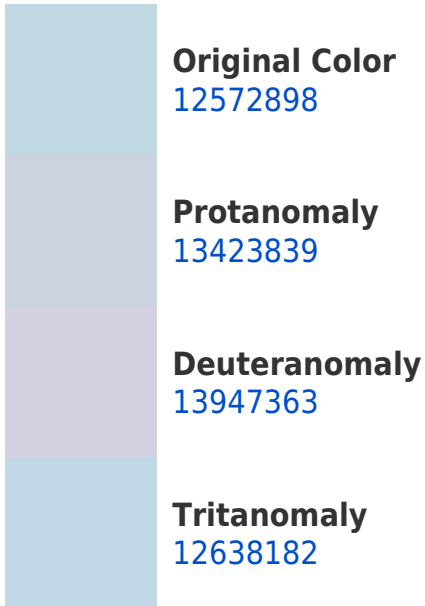 Original Color
12572898
Protanomaly
13423839
Deuteranomaly
13947363
Tritanomaly
12638182